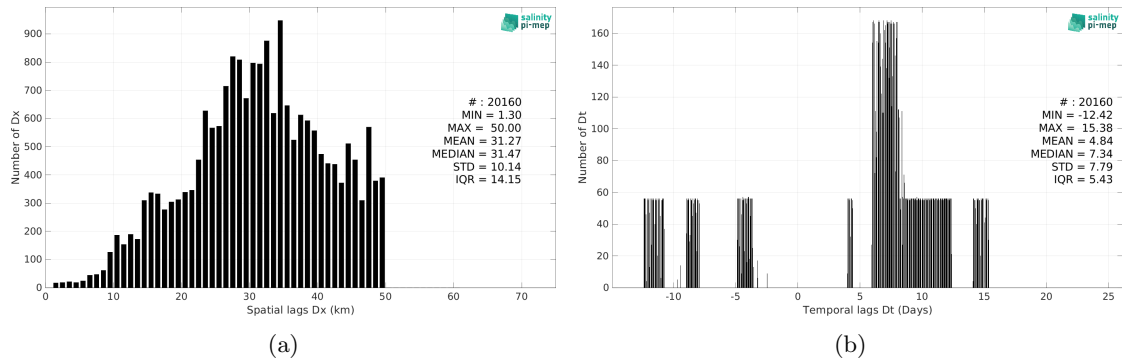 salinity
pi-mep
900
800
700
600
500
400
300
200
100
0
Number of Dx
# : 20160
MIN = 1.30
MAX = 50.00
MEAN = 31.27
MEDIAN = 31.47
STD = 10.14
IQR = 14.15
0 10 20 30 40 50 60 70
Spatial lags Dx (km)
(a)
salinity
pi-mep
160
140
120
100
80
60
40
20
0
Number of Dt
# : 20160
MIN = -12.42
MAX = 15.38
MEAN = 4.84
MEDIAN = 7.34
STD = 7.79
IQR = 5.43
-10 -5 0 5 10 15 20 25
Temporal lags Dt (Days)
(b)